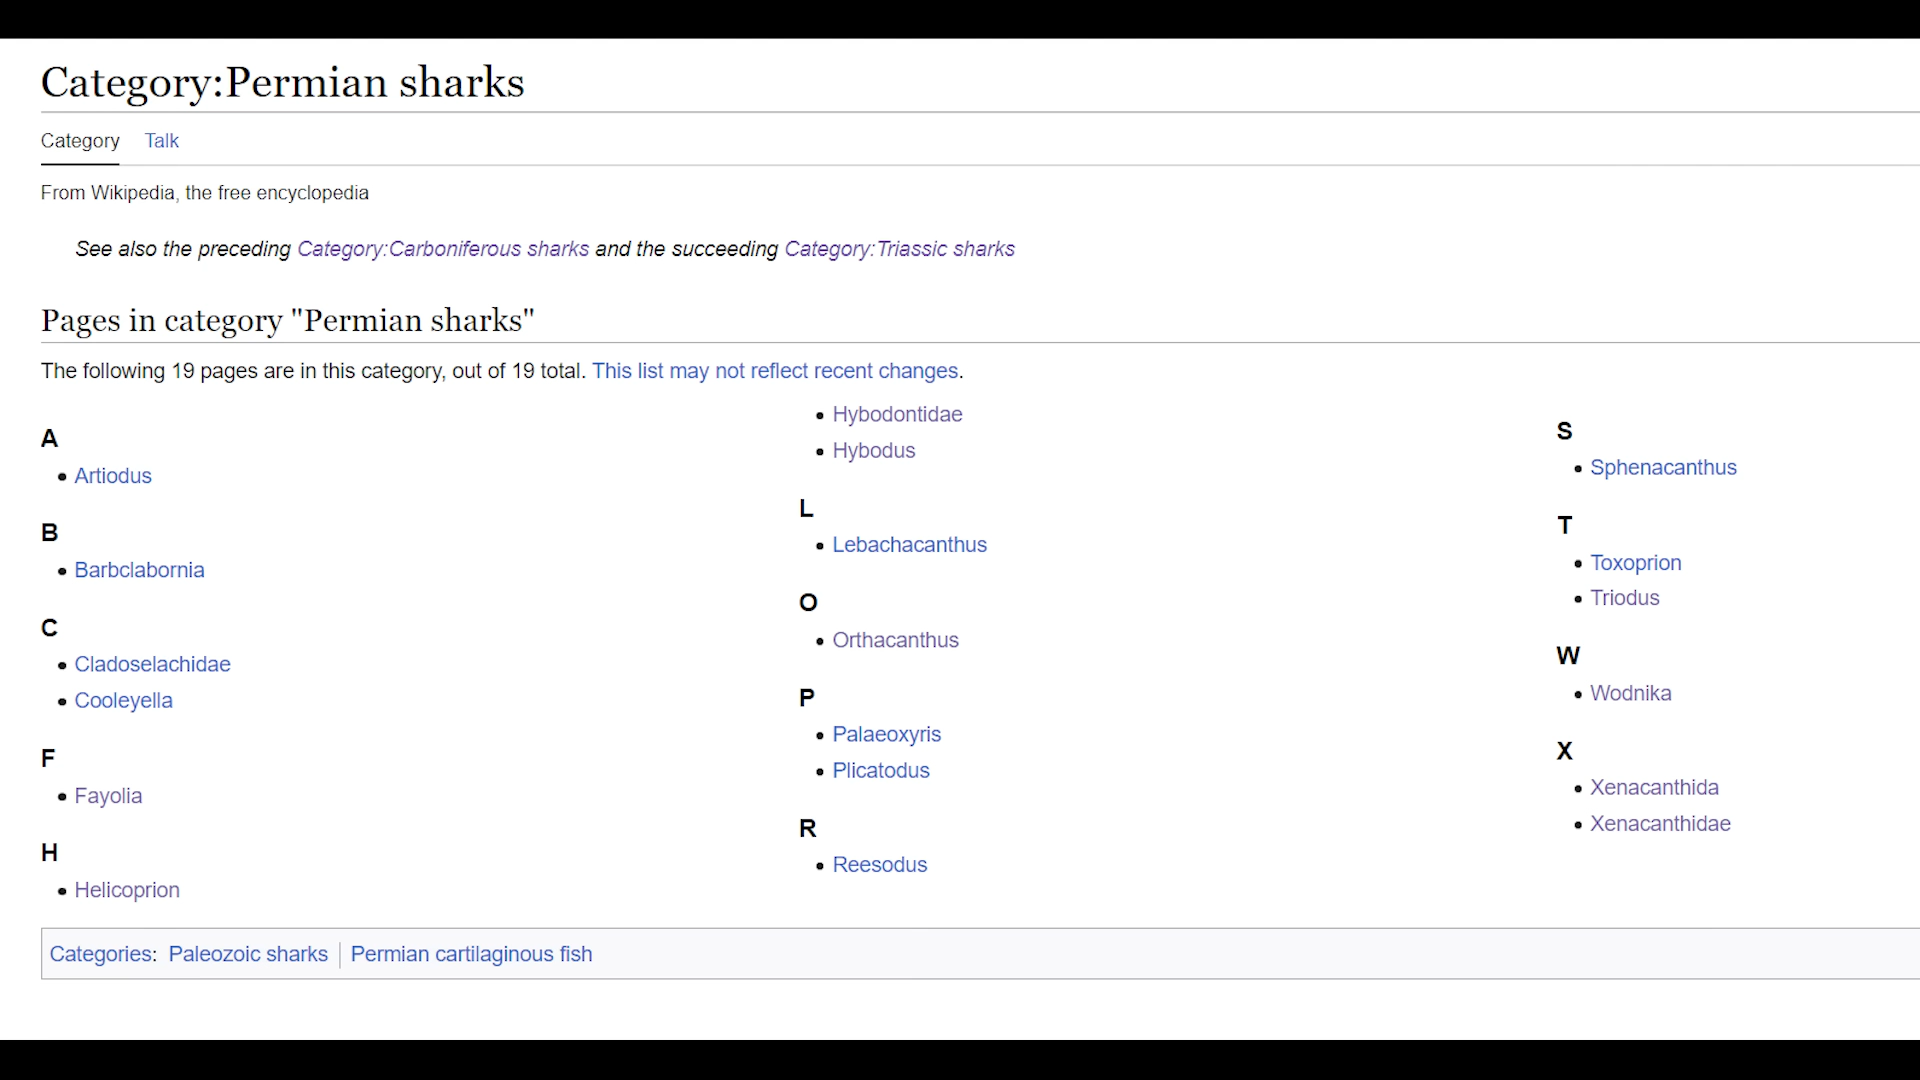 Category:Permian sharks
Category Talk
From Wikipedia, the free encyclopedia
See also the preceding Category:Carboniferous sharks and the succeeding Category:Triassic sharks
Pages in category "Permian sharks"
The following 19 pages are in this category, out of 19 total. This list may not reflect recent changes.
A
Artiodus
B
Barbclabornia
C
Cladoselachidae
Cooleyella
F
Fayolia
H
Helicoprion
Hybodontidae
Hybodus
L
Lebachacanthus
O
Orthacanthus
P
Palaeoxyris
Plicatodus
R
Reesodus
S
Sphenacanthus
T
Toxoprion
Triodus
W
Wodnika
X
Xenacanthida
Xenacanthidae
Categories: Paleozoic sharks | Permian cartilaginous fish